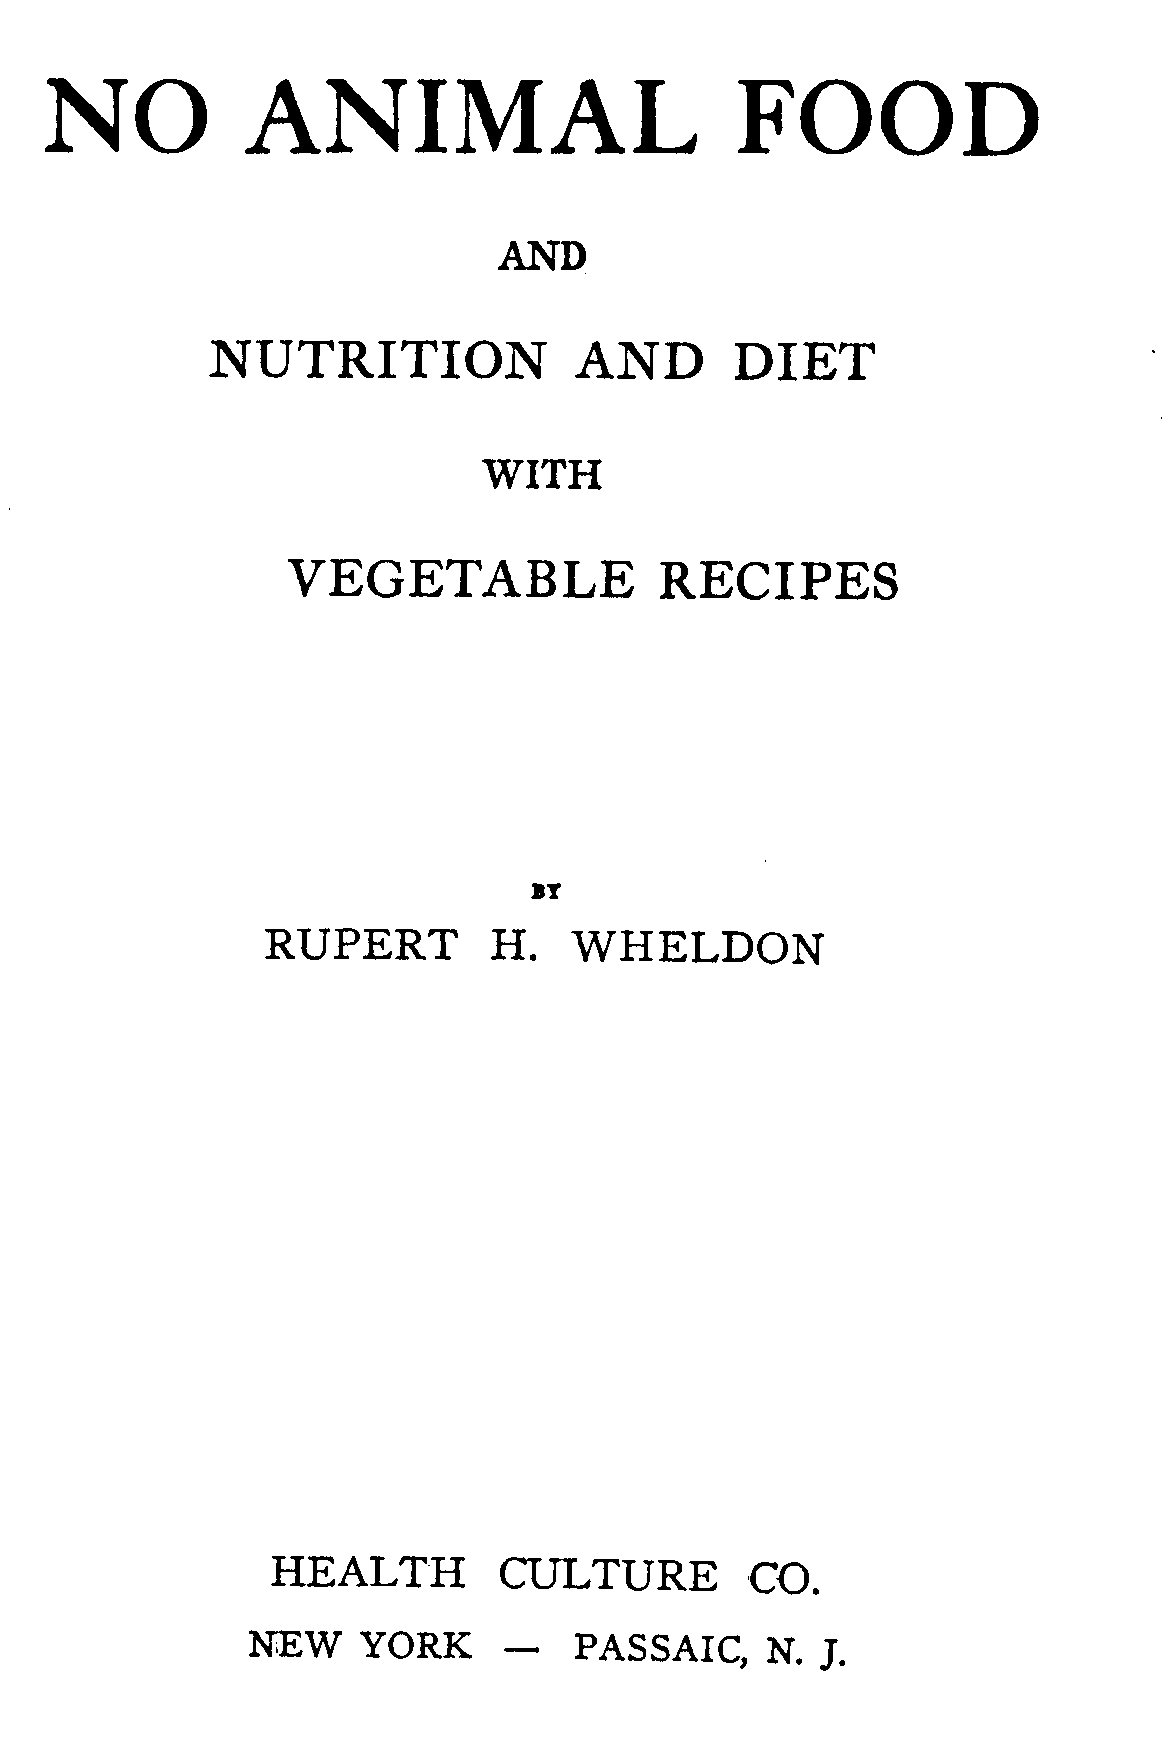 NO ANIMAL FOOD
AND
NUTRITION AND DIET
WITH
VEGETABLE RECIPES
BY
RUPERT H. WHELDON
HEALTH CULTURE CO.
NEW YORK — PASSAIC, N. J.